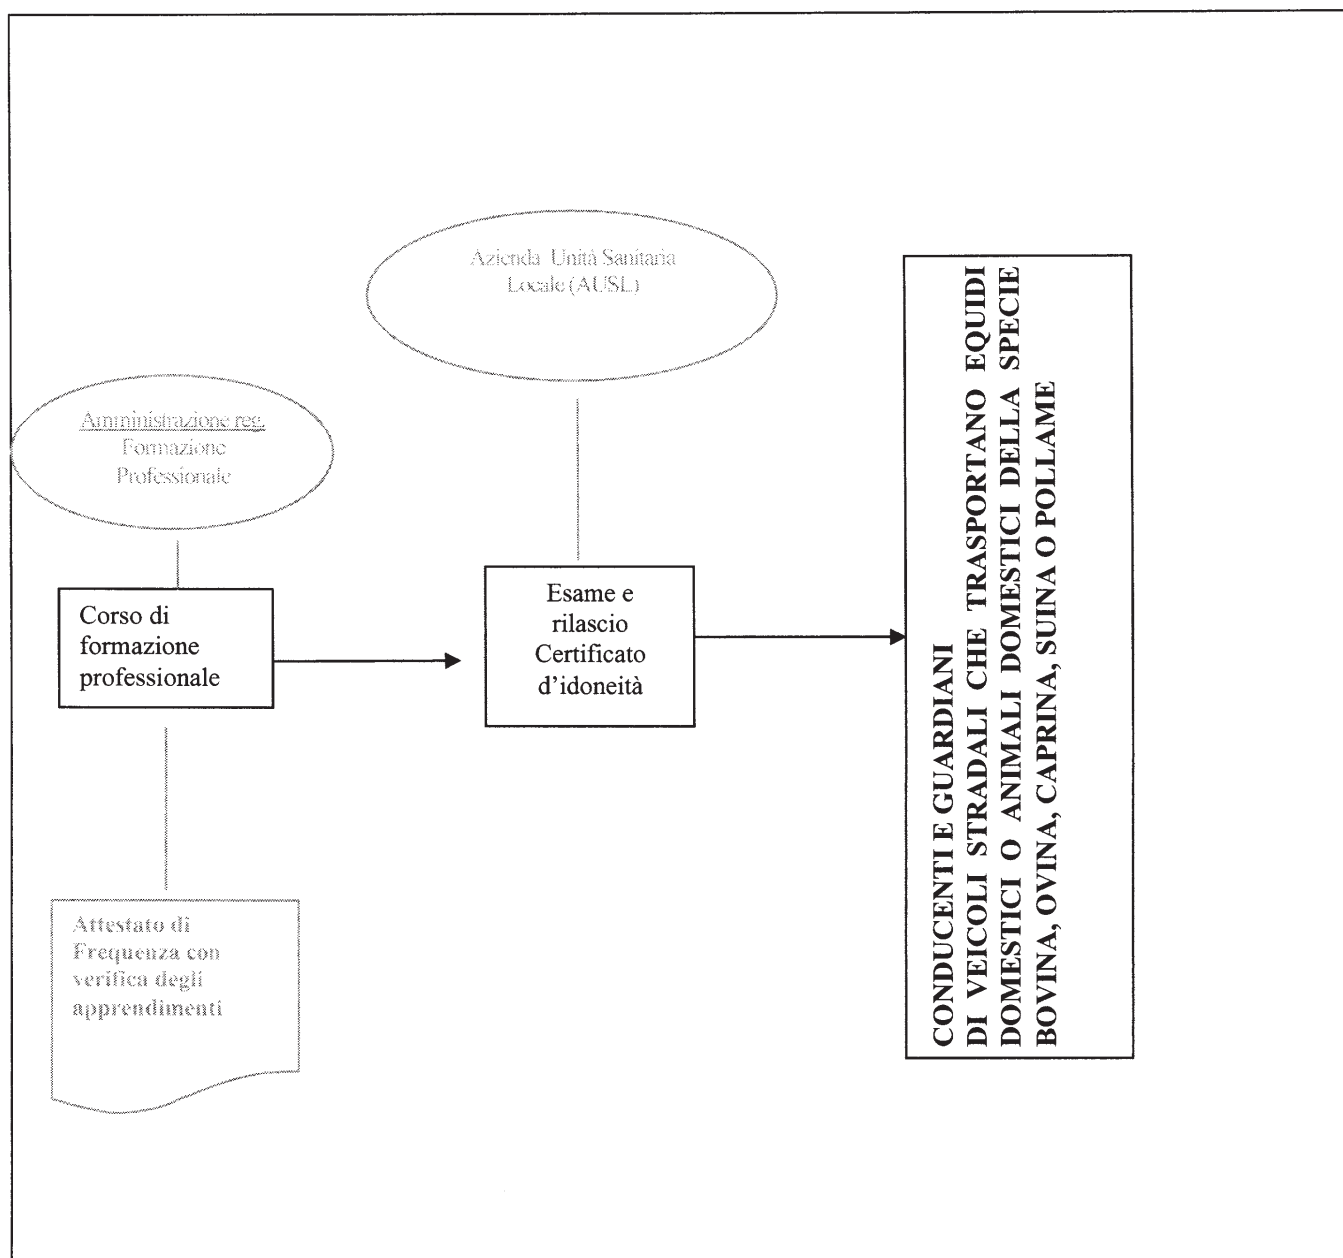 Azienda Unità Sanitaria
Locale (AUSL)
Amministrazione reg.
Formazione
Professionale
Corso di
formazione
professionale
Esame e
rilascio
Certificato
d'idoneità
Attestato di
Frequenza con
verifica degli
apprendimenti
CONDUCENTI E GUARDIANI
DI VEICOLI STRADALI CHE TRASPORTANO EQUIDI
DOMESTICI O ANIMALI DOMESTICI DELLA SPECIE
BOVINA, OVINA, CAPRINA, SUINA O POLLAME